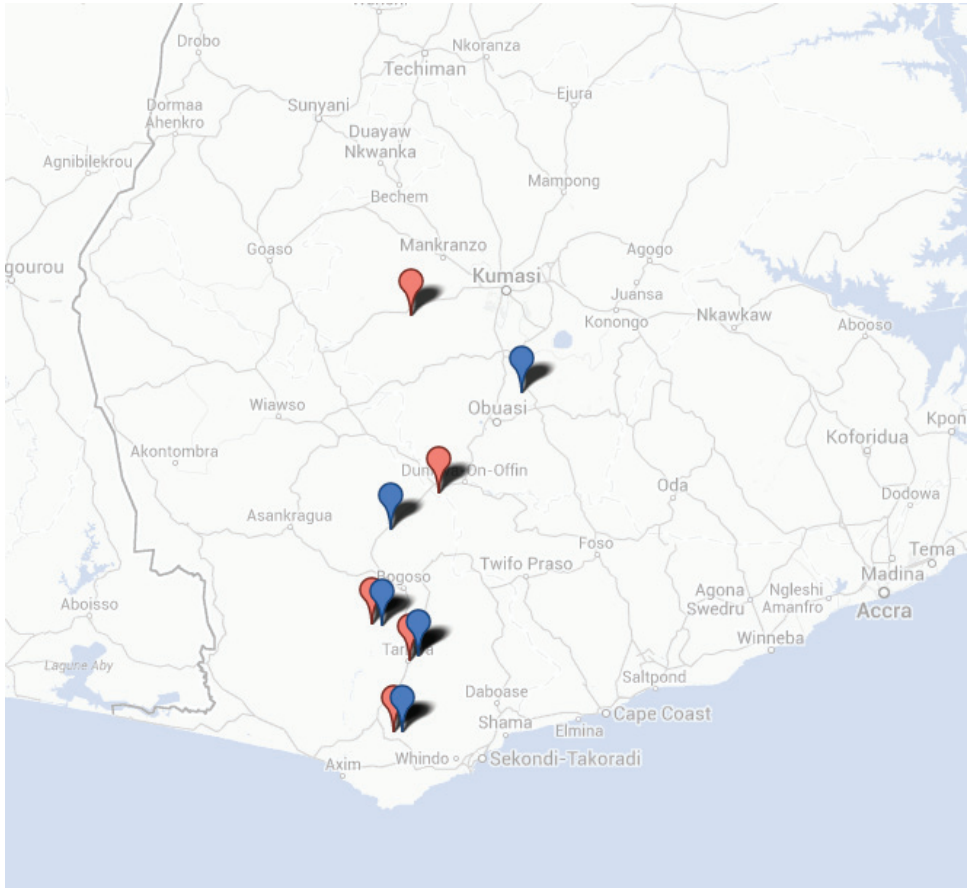 Drobo
Nkoranza
Techiman
Ejura
Dormaa
Ahenkro
Sunyani
Duayaw
Nkwanka
Agnibilekrou
Bechem
Mampong
Goaso
Mankranzo
Agogo
gourou
Kumasi
Juansa
Konongo
Nkawkaw
Abooso
Wiawso
Obuasi
Kpon
Akontombra
Koforidua
On-Offin
Oda
Dodowa
Asankragua
Foso
Twifo Praso
Tema
Bogoso
Madina
Agona
Swedru
Ngleshi
Amanfro
Aboisso
Accra
Winneba
Lagune Aby
Saltpond
Daboase
Shama
Elmina
Cape Coast
Axim
Whindo
Sekondi-Takoradi